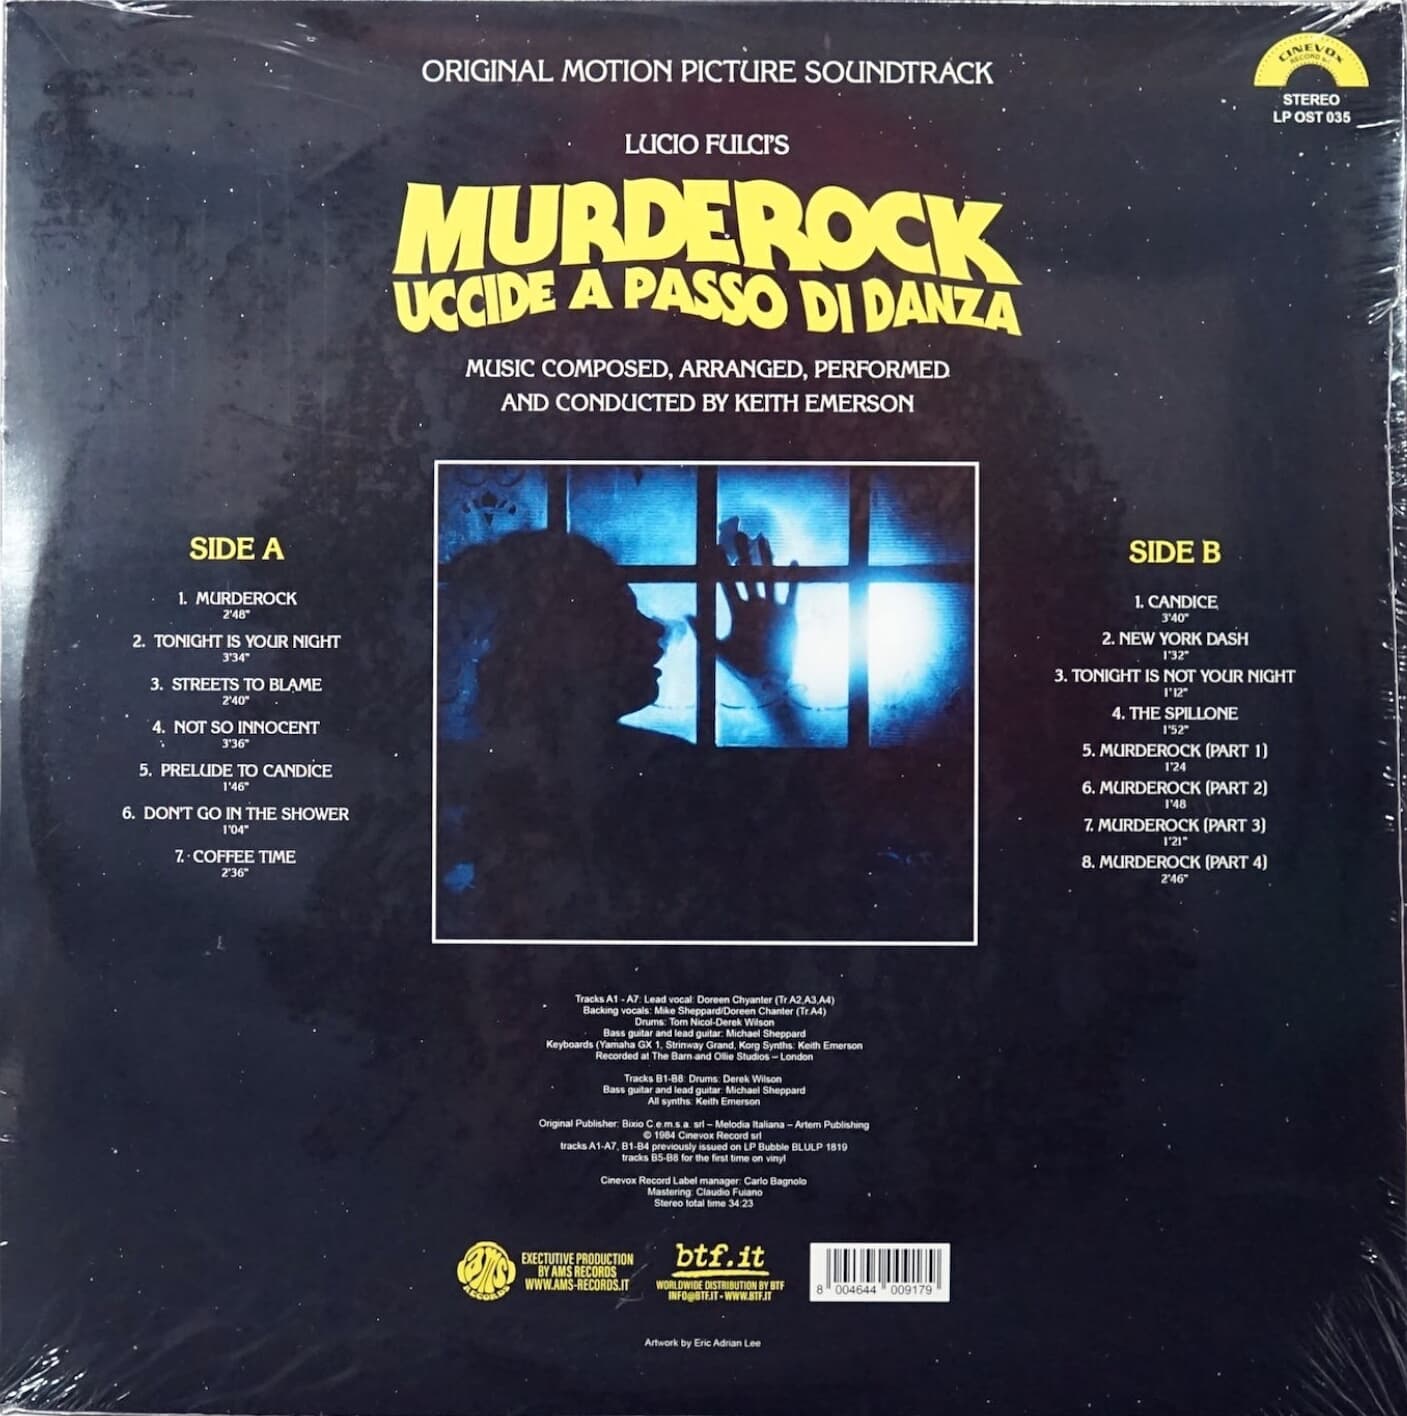 ORIGINAL MOTION PICTURE SOUNDTRACK
CINEVOX
RECORD
STEREO
LP OST 035
LUCIO FULCI'S
MURDEROCK
UCCIDE A PASSO DI DANZA
MUSIC COMPOSED, ARRANGED, PERFORMED
AND CONDUCTED BY KEITH EMERSON
SIDE A
1. MURDEROCK
2'48"
2. TONIGHT IS YOUR NIGHT
3'34"
3. STREETS TO BLAME
2'40"
4. NOT SO INNOCENT
3'36"
5. PRELUDE TO CANDICE
1'46"
6. DON'T GO IN THE SHOWER
1'04"
7. COFFEE TIME
2'36"
SIDE B
1. CANDICE
3'40"
2. NEW YORK DASH
1'32"
3. TONIGHT IS NOT YOUR NIGHT
1'12"
4. THE SPILLONE
1'52"
5. MURDEROCK (PART 1)
1'24
6. MURDEROCK (PART 2)
1'48
7. MURDEROCK (PART 3)
1'21"
8. MURDEROCK (PART 4)
2'46"
Tracks A1 - A7: Lead vocal: Doreen Chyanter (Tr.A2,A3,A4)
Backing vocals: Mike Sheppard/Doreen Chanter (Tr.A4)
Drums: Tom Nicol-Derek Wilson
Bass guitar and lead guitar: Michael Sheppard
Keyboards (Yamaha GX 1, Strinway Grand, Korg Synths: Keith Emerson
Recorded at The Barn and Ollie Studios – London
Tracks B1-B8: Drums: Derek Wilson
Bass guitar and lead guitar: Michael Sheppard
All synths: Keith Emerson
Original Publisher: Bixio C.e.m.s.a. srl – Melodia Italiana – Artem Publishing
© 1984 Cinevox Record srl
tracks A1-A7, B1-B4 previously issued on LP Bubble BLULP 1819
tracks B5-B8 for the first time on vinyl
Cinevox Record Label manager: Carlo Bagnolo
Mastering: Claudio Fuiano
Stereo total time 34:23
ams
RECORDS
EXECTUTIVE PRODUCTION
BY AMS RECORDS
WWW.AMS-RECORDS.IT
btf.it
WORLDWIDE DISTRIBUTION BY BTF
INFO@BTF.IT - WWW.BTF.IT
8 004644 009179
Artwork by Eric Adrian Lee